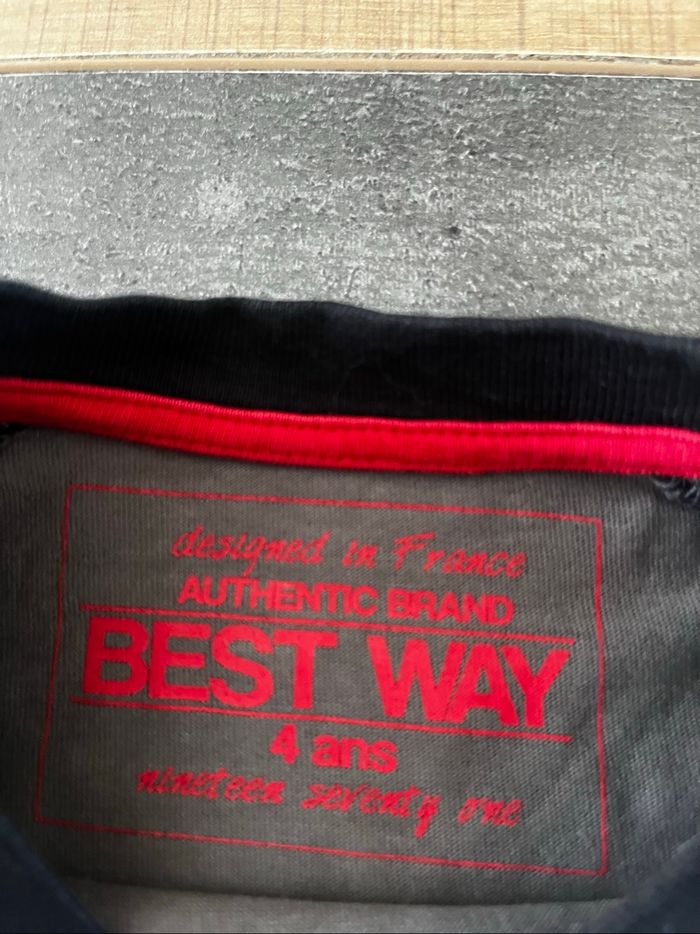 designed in France
AUTHENTIC BRAND
BEST WAY
4 ans
nineteen seventy one